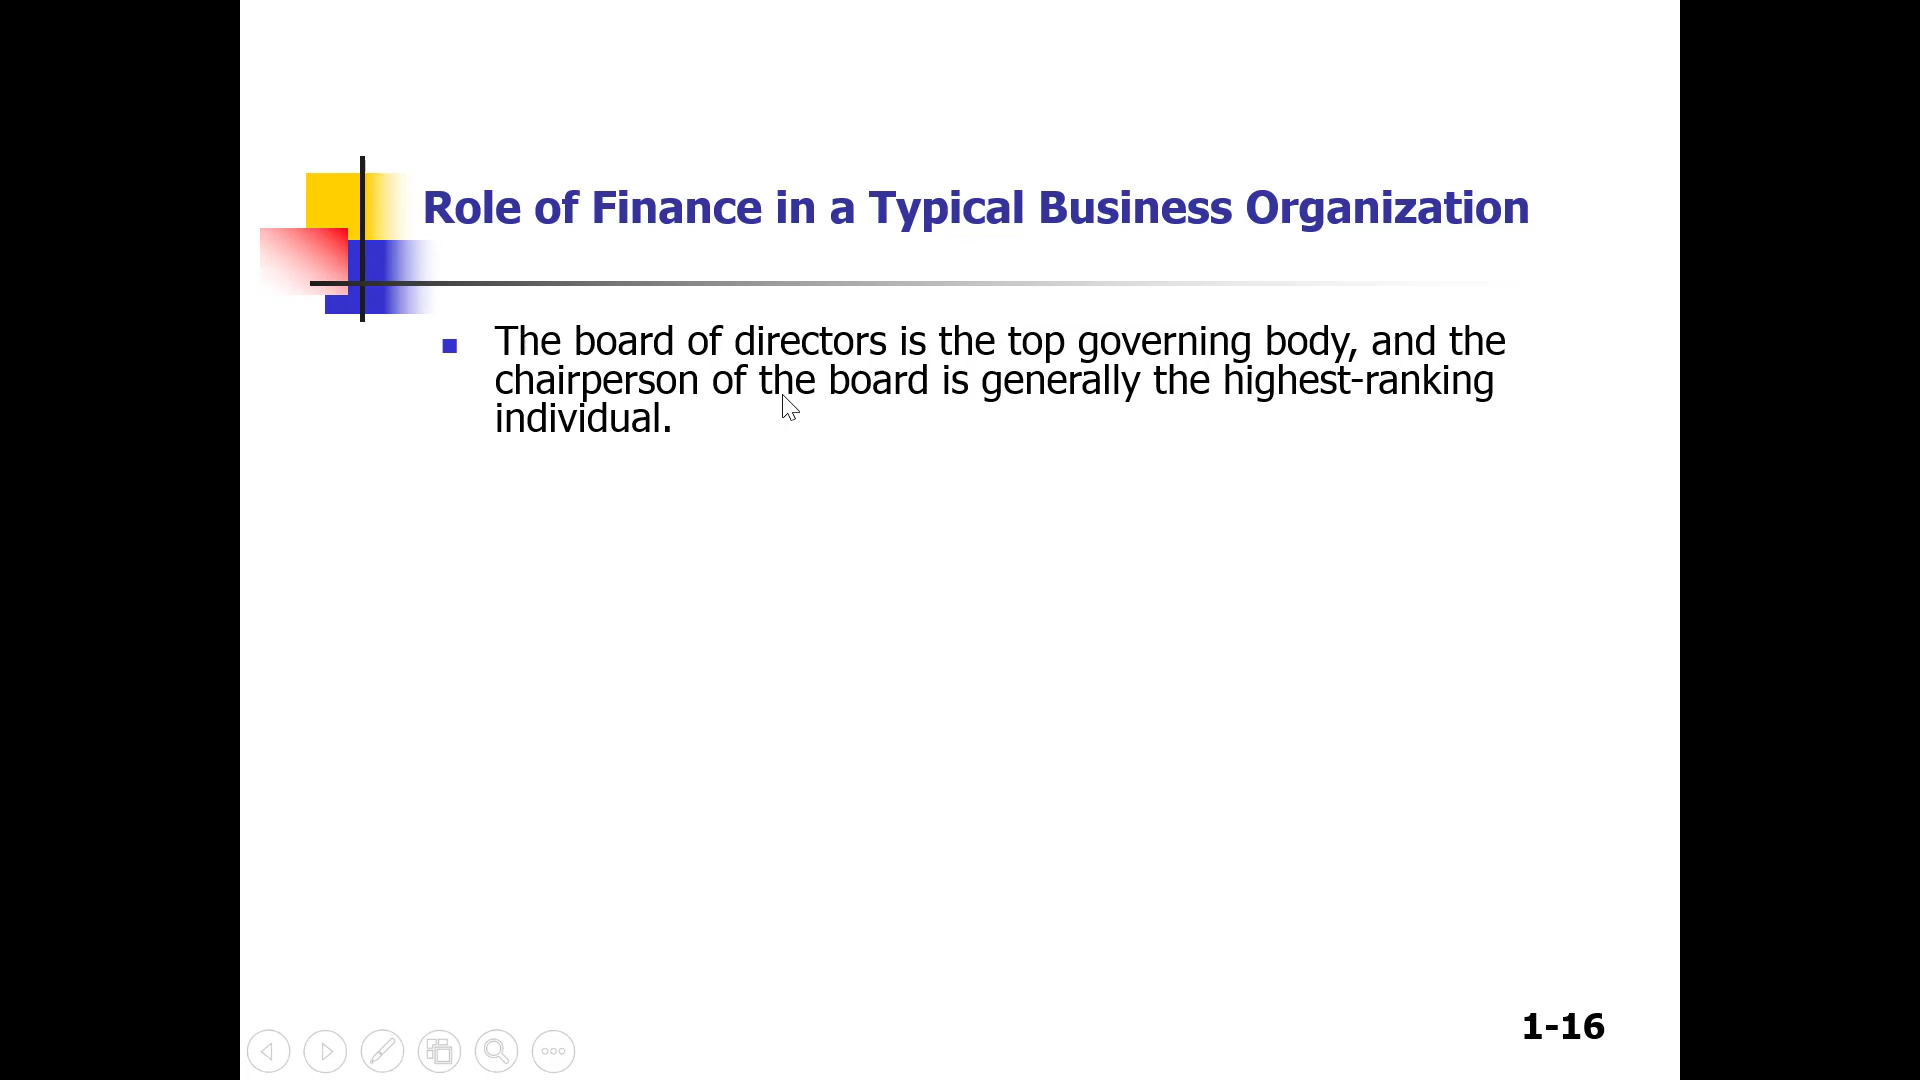 Role of Finance in a Typical Business Organization
The board of directors is the top governing body, and the
chairperson of the board is generally the highest-ranking
individual.
1-16